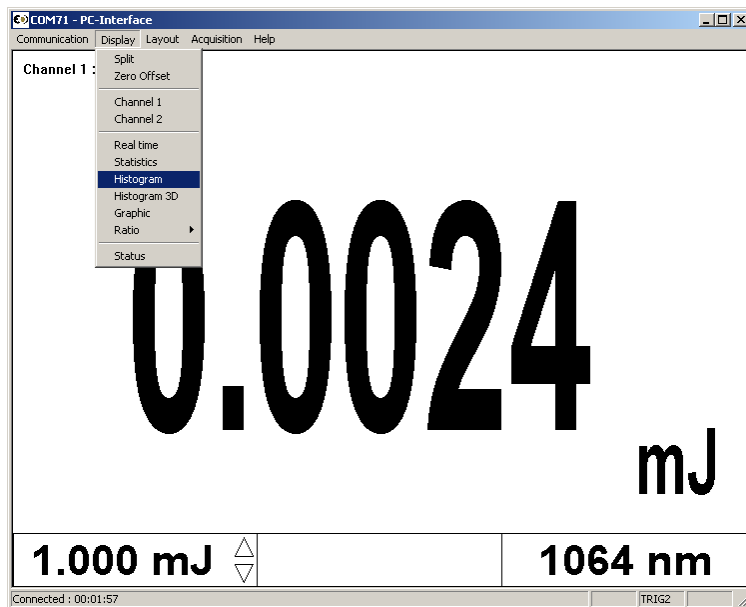 COM71 - PC-Interface
Communication Display Layout Acquisition Help
Channel 1 :
Split
Zero Offset
Channel 1
Channel 2
Real time
Statistics
Histogram
Histogram 3D
Graphic
Ratio
Status
0.0024
mJ
1.000 mJ
1064 nm
Connected : 00:01:57
TRIG2